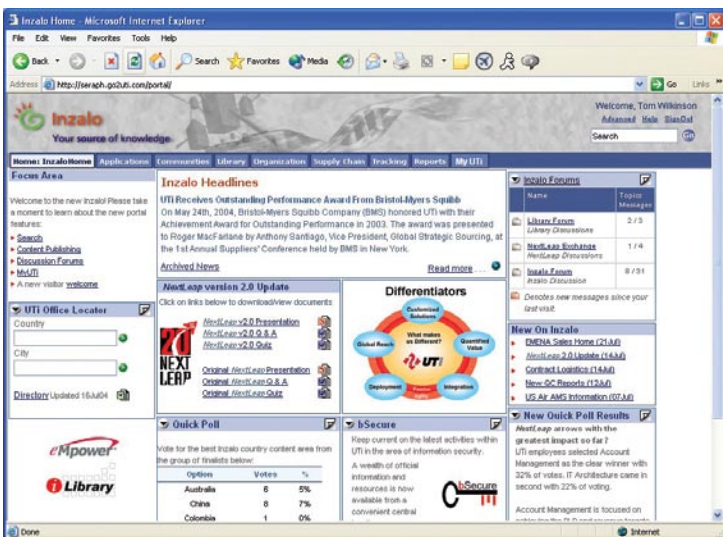 Inzalo Home - Microsoft Internet Explorer
File Edit View Favorites Tools Help
Back Search Favorites Media
Address http://seraph.go2uti.com/portal/ Go Links
Inzalo
Your source of knowledge
Welcome, Tom Wilkinson
Advanced Help SignOut
Search Go
Home: InzaloHome Applications Communities Library Organization Supply Chain Tracking Reports My UTi
Focus Area
Welcome to the new Inzalo! Please take
a moment to learn about the new portal
features:
Search
Content Publishing
Discussion Forums
MyUTi
A new visitor welcome
UTi Office Locator
Country
City
Directory Updated 16Jul04
eMpower
i Library
Inzalo Headlines
UTi Receives Outstanding Performance Award From Bristol-Myers Squibb
On May 24th, 2004, Bristol-Myers Squibb Company (BMS) honored UTi with their
Achievement Award for Outstanding Performance in 2003. The award was presented
to Roger MacFarlane by Anthony Santiago, Vice President, Global Strategic Sourcing, at
the 1st Annual Suppliers' Conference held by BMS in New York.
Archived News Read more . . .
NextLeap version 2.0 Update
Click on links below to download/view documents
20
NEXT
LEAP
NextLeap v2.0 Presentation
NextLeap v2.0 Q & A
NextLeap v2.0 Quiz
Original NextLeap Presentation
Original NextLeap Q & A
Original NextLeap Quiz
Differentiators
Customized
Solutions
Global Reach
What makes
us Different?
Quantified
Value
UTi
Deployment
Integration
Quick Poll
Vote for the best Inzalo country content area from
the group of finalists below:
Option Votes %
Australia 6 5%
China 8 7%
Colombia 1 0%
bSecure
Keep current on the latest activities within
UTi in the area of information security.
A wealth of official
information and
resources is now
available from a
convenient central
bSecure
Inzalo Forums
Name Topics
Messages
Library Forum 2 / 3
Library Discussions
NextLeap Exchange 1 / 4
NextLeap Discussions
Inzalo Forum 8 / 31
Inzalo Discussion
Denotes new messages since your
last visit.
New On Inzalo
EMENA Sales Home (21Jul)
NextLeap 2.0 Update (14Jul)
Contract Logistics (14Jul)
New GC Reports (12Jul)
US Air AMS Information (07Jul)
New Quick Poll Results
NextLeap arrows with the
greatest impact so far?
UTi employees selected Account
Management as the clear winner with
32% of votes. IT Architecture came in
second with 22% of voting.
Account Management is focused on
Done Internet